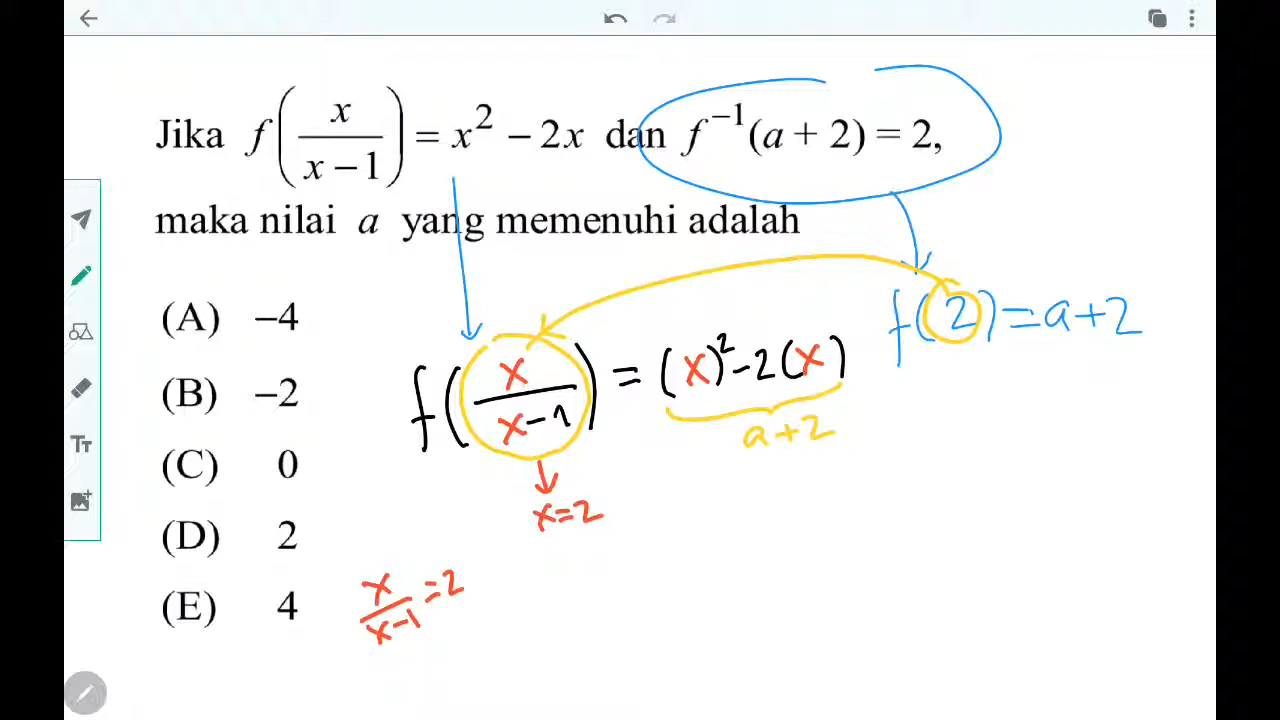 Jika f(x/(x − 1)) = x² − 2x dan f⁻¹(a + 2) = 2,
maka nilai a yang memenuhi adalah
(A) −4
(B) −2
(C) 0
(D) 2
(E) 4
f(2) = a + 2
f(x/(x − 1)) = (x)² − 2(x)
a + 2
x = 2
x/(x − 1) = 2
Tт